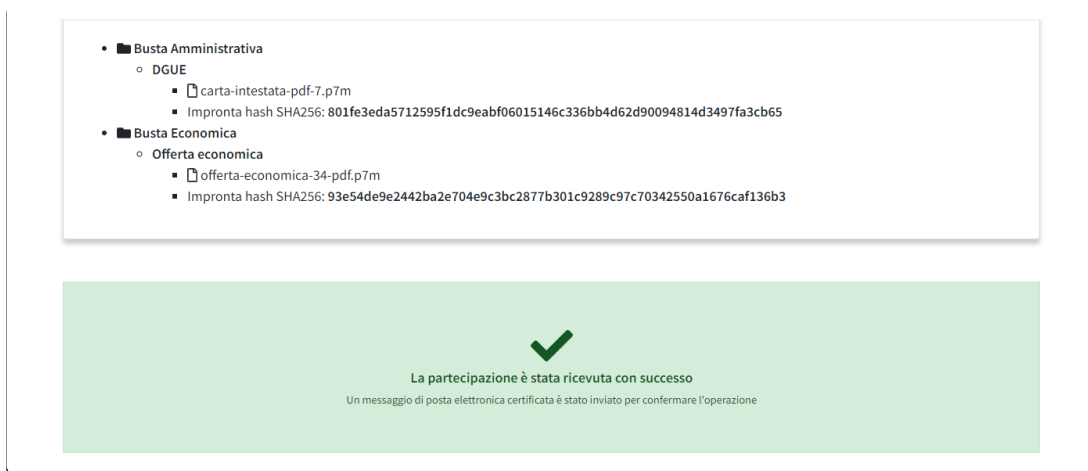 Busta Amministrativa
DGUE
carta-intestata-pdf-7.p7m
Impronta hash SHA256: 801fe3eda5712595f1dc9eabf06015146c336bb4d62d90094814d3497fa3cb65
Busta Economica
Offerta economica
offerta-economica-34-pdf.p7m
Impronta hash SHA256: 93e54de9e2442ba2e704e9c3bc2877b301c9289c97c70342550a1676caf136b3
La partecipazione è stata ricevuta con successo
Un messaggio di posta elettronica certificata è stato inviato per confermare l'operazione